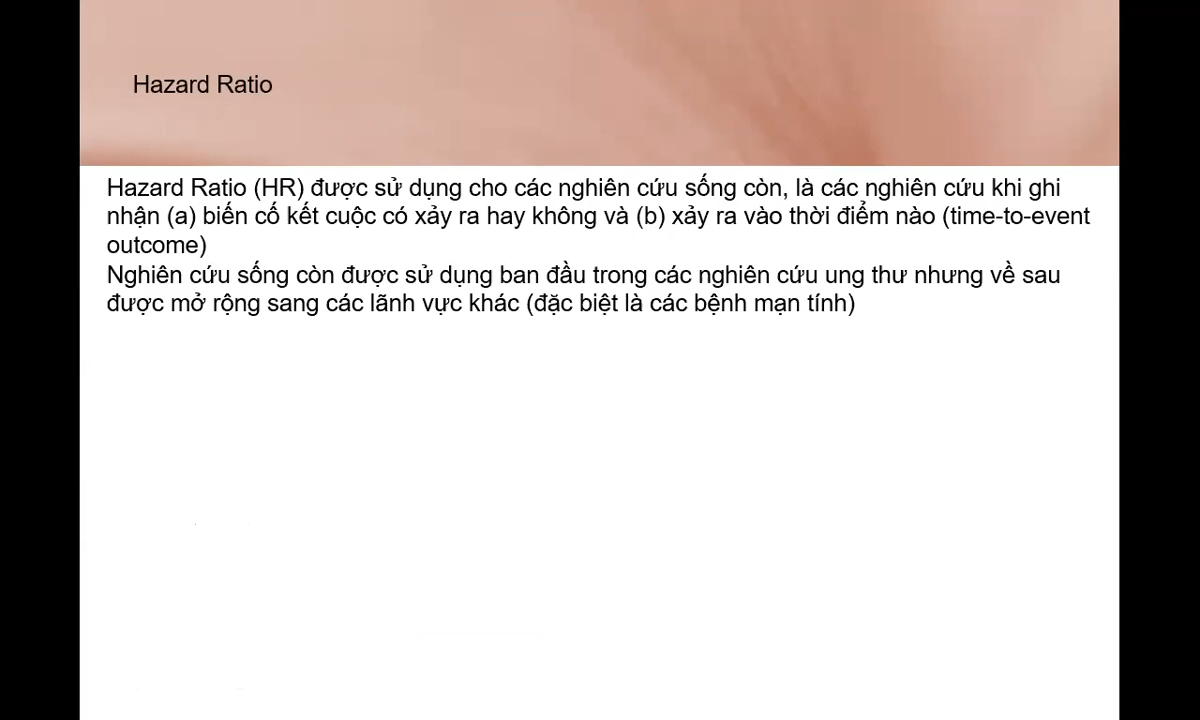 Hazard Ratio
Hazard Ratio (HR) được sử dụng cho các nghiên cứu sống còn, là các nghiên cứu khi ghi
nhận (a) biến cố kết cuộc có xảy ra hay không và (b) xảy ra vào thời điểm nào (time-to-event
outcome)
Nghiên cứu sống còn được sử dụng ban đầu trong các nghiên cứu ung thư nhưng về sau
được mở rộng sang các lãnh vực khác (đặc biệt là các bệnh mạn tính)